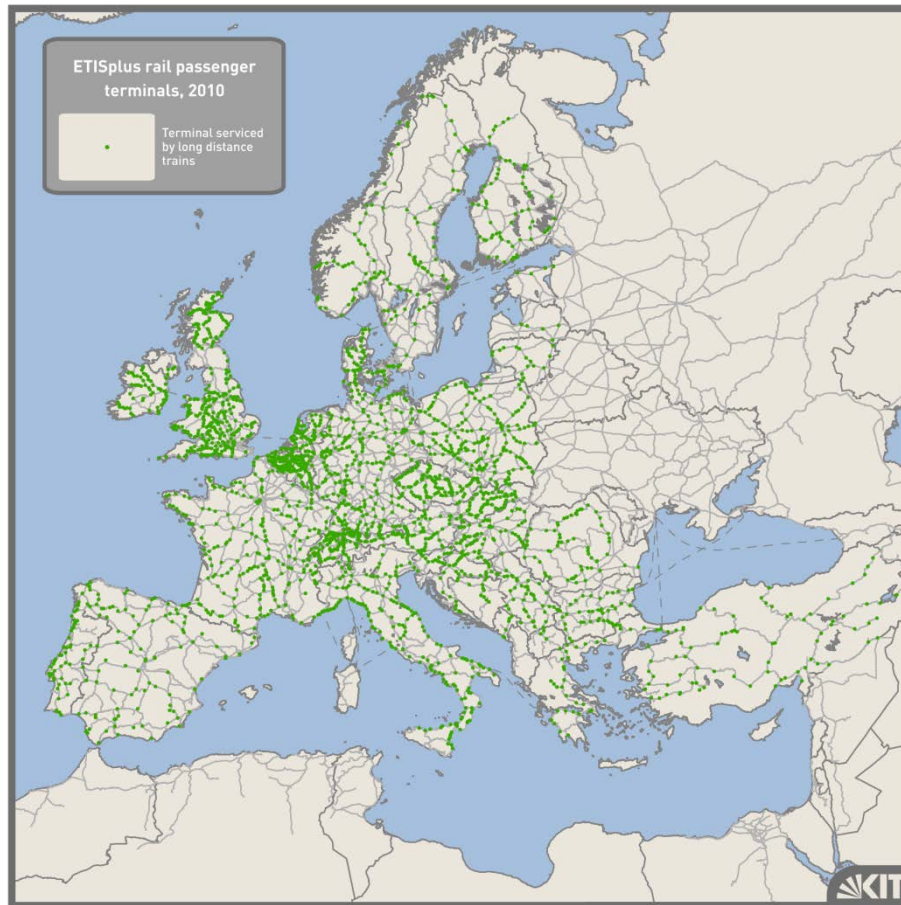 ETISplus rail passenger
terminals, 2010
Terminal serviced
by long distance
trains
KIT